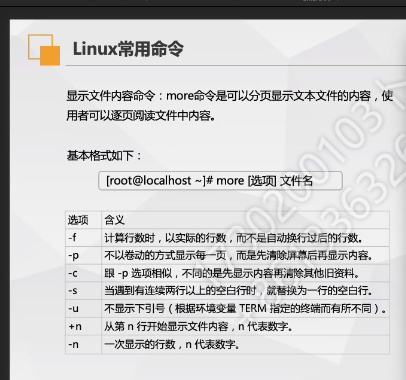 Linux常用命令
显示文件内容命令：more命令是可以分页显示文本文件的内容，使
用者可以逐页阅读文件中内容。
基本格式如下：
[root@localhost ~]# more [选项] 文件名
选项 含义
-f 计算行数时，以实际的行数，而不是自动换行过后的行数。
-p 不以卷动的方式显示每一页，而是先清除屏幕后再显示内容。
-c 跟 -p 选项相似，不同的是先显示内容再清除其他旧资料。
-s 当遇到有连续两行以上的空白行时，就替换为一行的空白行。
-u 不显示下引号（根据环境变量 TERM 指定的终端而有所不同）。
+n 从第 n 行开始显示文件内容，n 代表数字。
-n 一次显示的行数，n 代表数字。